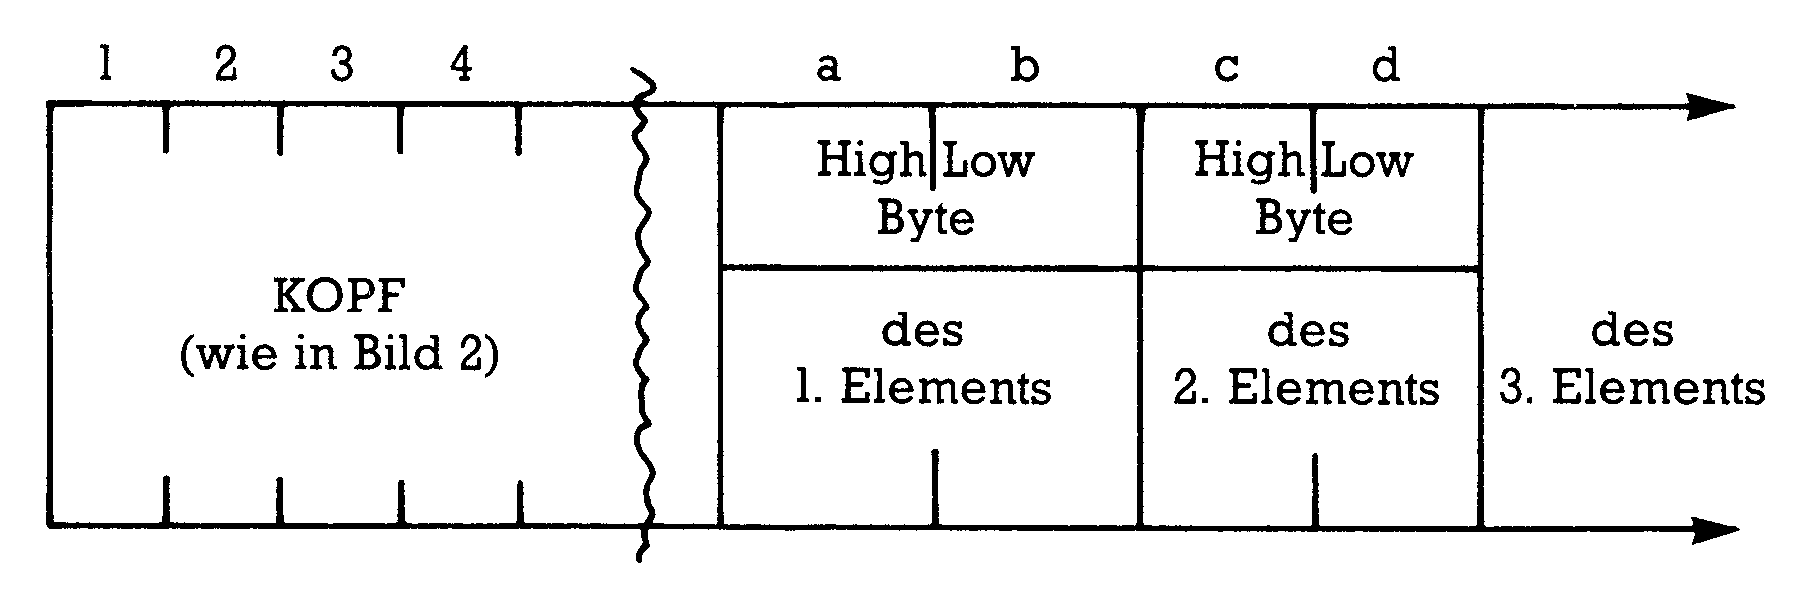 1 2 3 4 a b c d
High Low High Low
Byte Byte
KOPF
(wie in Bild 2)
des des des
1. Elements 2. Elements 3. Elements